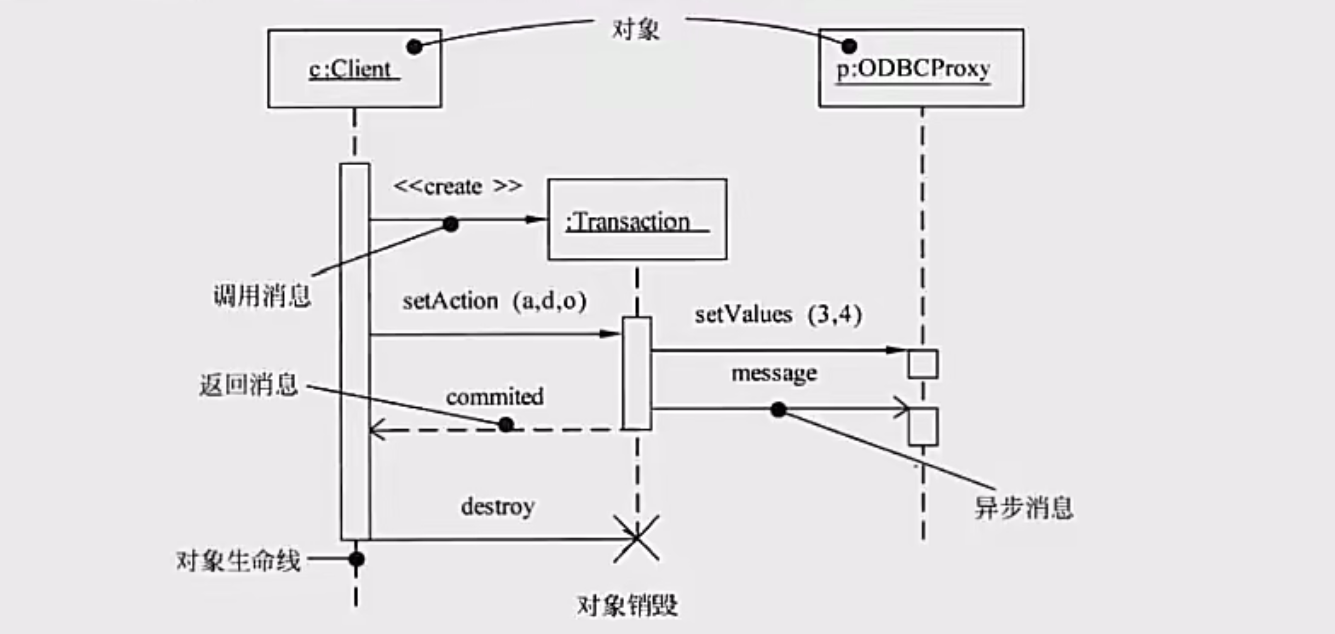 对象
c:Client
p:ODBCProxy
<<create >>
:Transaction
调用消息
setAction (a,d,o)
setValues (3,4)
返回消息
commited
message
destroy
异步消息
对象生命线
对象销毁